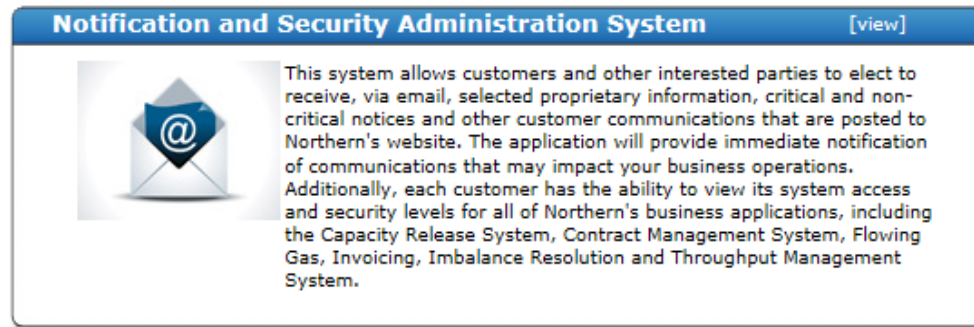 Notification and Security Administration System [view]
@
This system allows customers and other interested parties to elect to
receive, via email, selected proprietary information, critical and non-
critical notices and other customer communications that are posted to
Northern's website. The application will provide immediate notification
of communications that may impact your business operations.
Additionally, each customer has the ability to view its system access
and security levels for all of Northern's business applications, including
the Capacity Release System, Contract Management System, Flowing
Gas, Invoicing, Imbalance Resolution and Throughput Management
System.